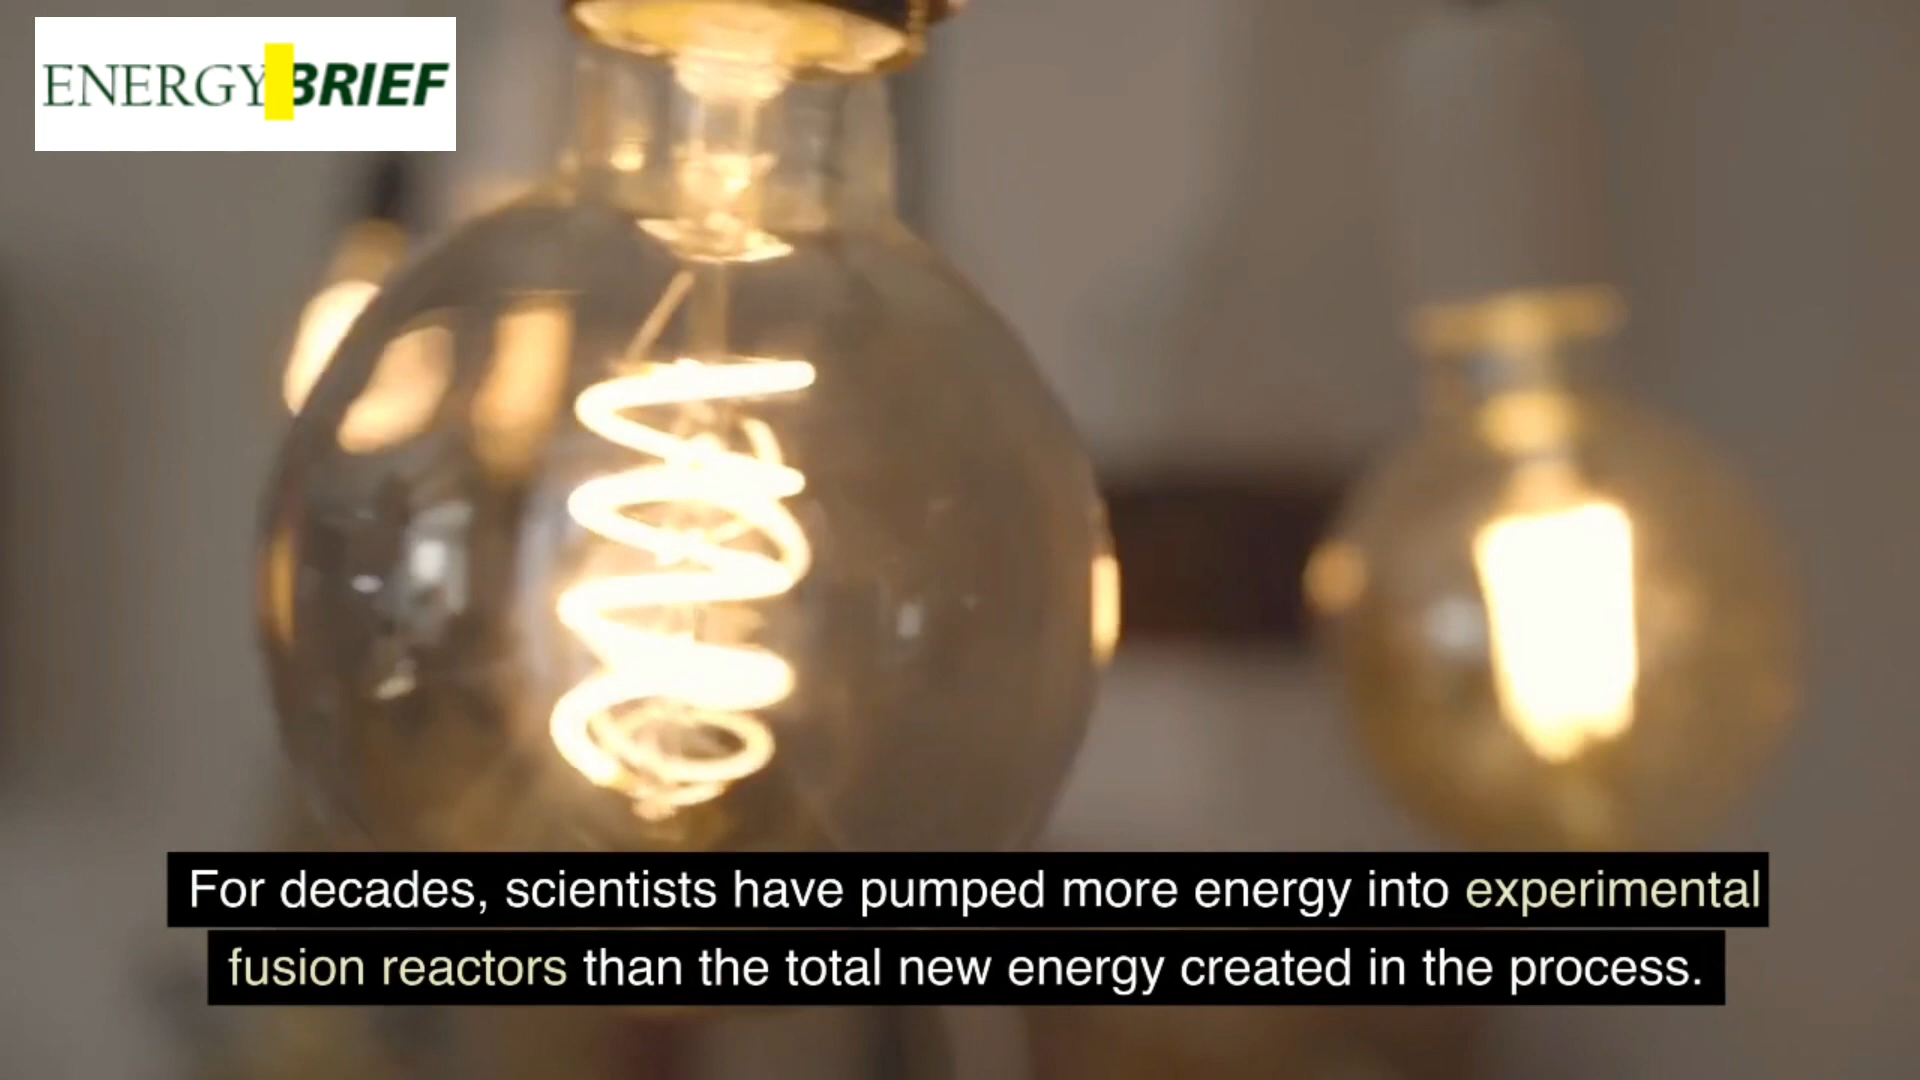 ENERGY BRIEF
For decades, scientists have pumped more energy into experimental
fusion reactors than the total new energy created in the process.